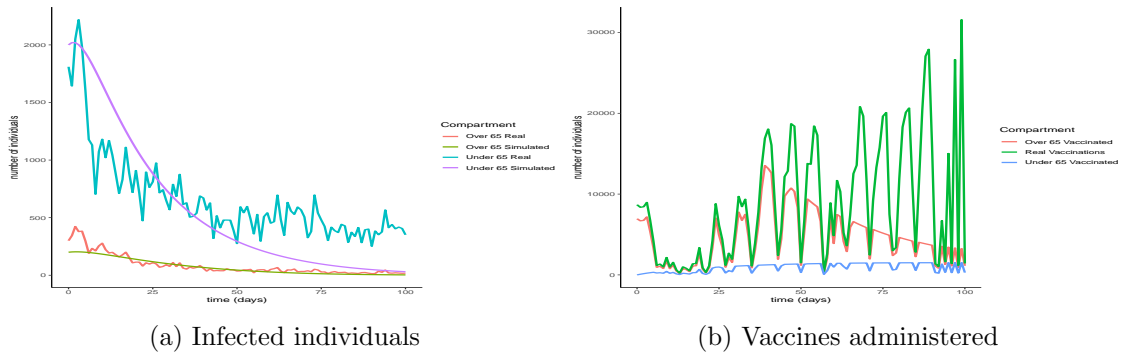 2000
1500
1000
500
0
number of individuals
0
25
50
75
100
time (days)
Compartment
Over 65 Real
Over 65 Simulated
Under 65 Real
Under 65 Simulated
(a) Infected individuals
30000
20000
10000
0
number of individuals
0
25
50
75
100
time (days)
Compartment
Over 65 Vaccinated
Real Vaccinations
Under 65 Vaccinated
(b) Vaccines administered